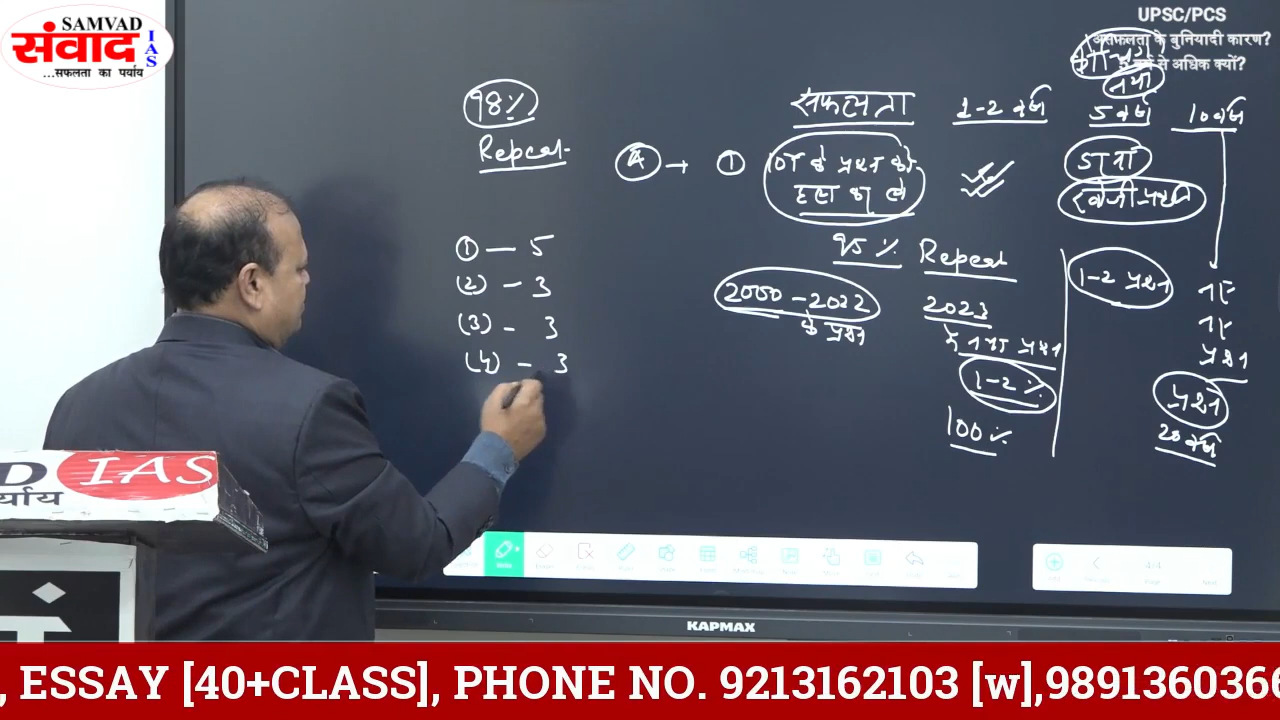 SAMVAD
संवाद
IAS
...सफलता का पर्याय
UPSC/PCS
असफलता के बुनियादी कारण?
5 वर्ष से अधिक क्यों?
नया
98%
Repeat
सफलता
1-2 वर्ष
5 वर्ष
10 वर्ष
A → ① के प्रश्न को
हल कर ले
95% Repeat
2000-2022
के प्रश्न
2023
में नया प्रश्न
1-2%
100%
1-2 प्रश्न
प्रश्न
20 वर्ष
① — 5
(2) - 3
(3) - 3
(4) - 3
D IAS
र्याय
KAPMAX
, ESSAY [40+CLASS], PHONE NO. 9213162103 [w],989136036